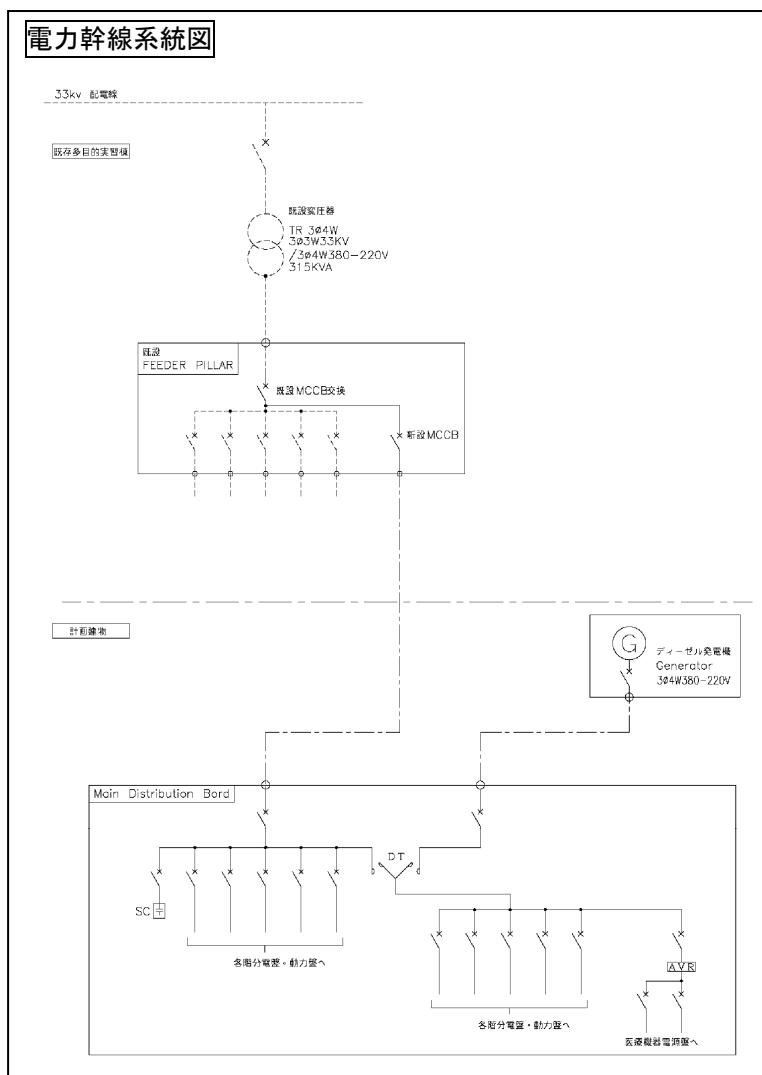 電力幹線系統図
33kv 配電線
既存多目的実習棟
既設変圧器
TR 3ø4W
3ø3W33KV
/3ø4W380-220V
315KVA
既設
FEEDER PILLAR
既設MCCB交換
新設MCCB
計画建物
G
ディーゼル発電機
Generator
3ø4W380-220V
Main Distribution Bord
DT
SC
各階分電盤・動力盤へ
AVR
各階分電盤・動力盤へ
医療機器電源盤へ